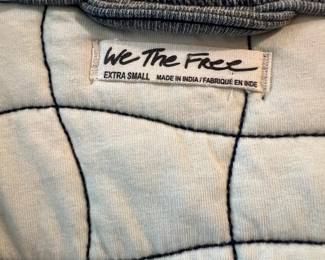 We The Free
EXTRA SMALL MADE IN INDIA / FABRIQUÉ EN INDE